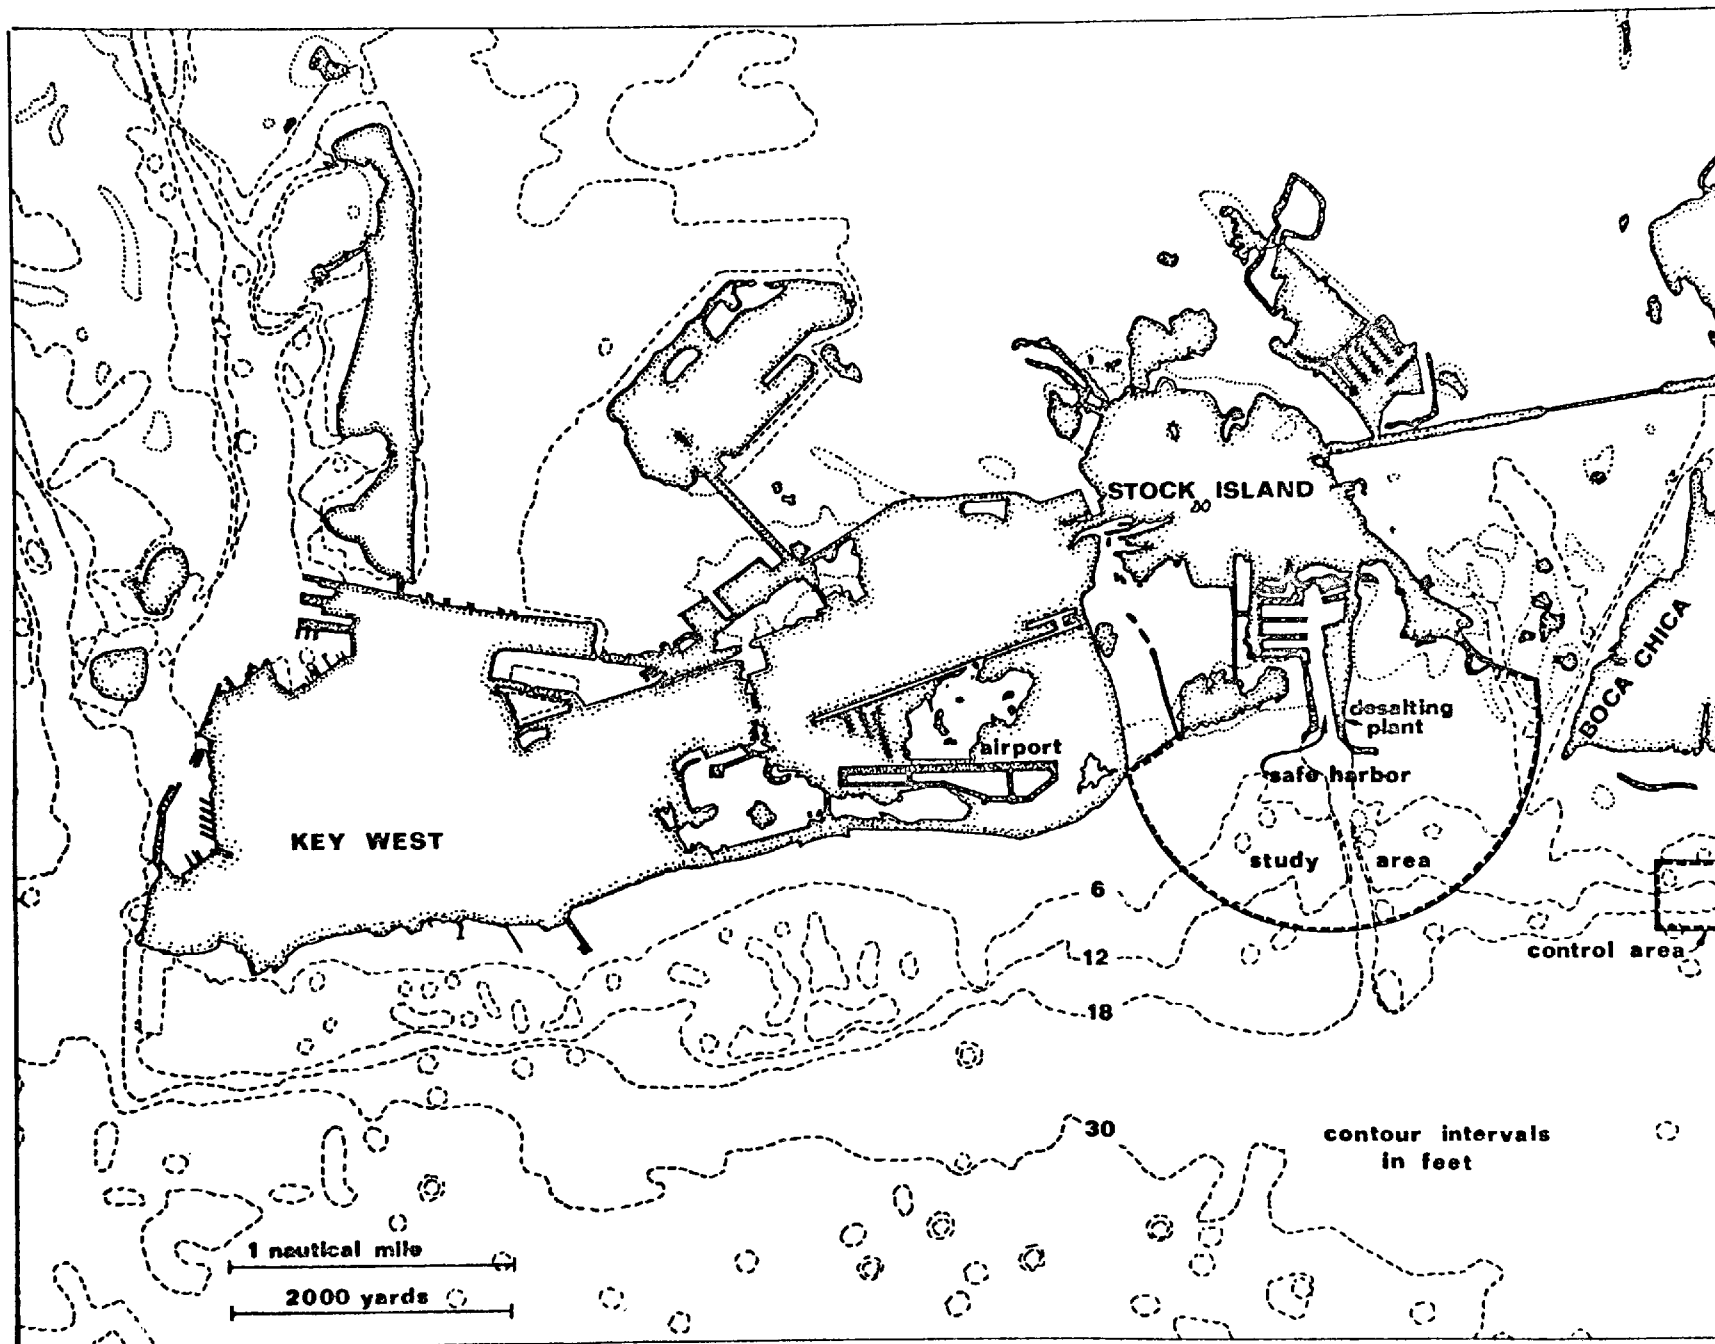 STOCK ISLAND
BOCA CHICA
desalting
plant
airport
safe harbor
KEY WEST
study area
6
control area
12
18
30
contour intervals
in feet
1 nautical mile
2000 yards